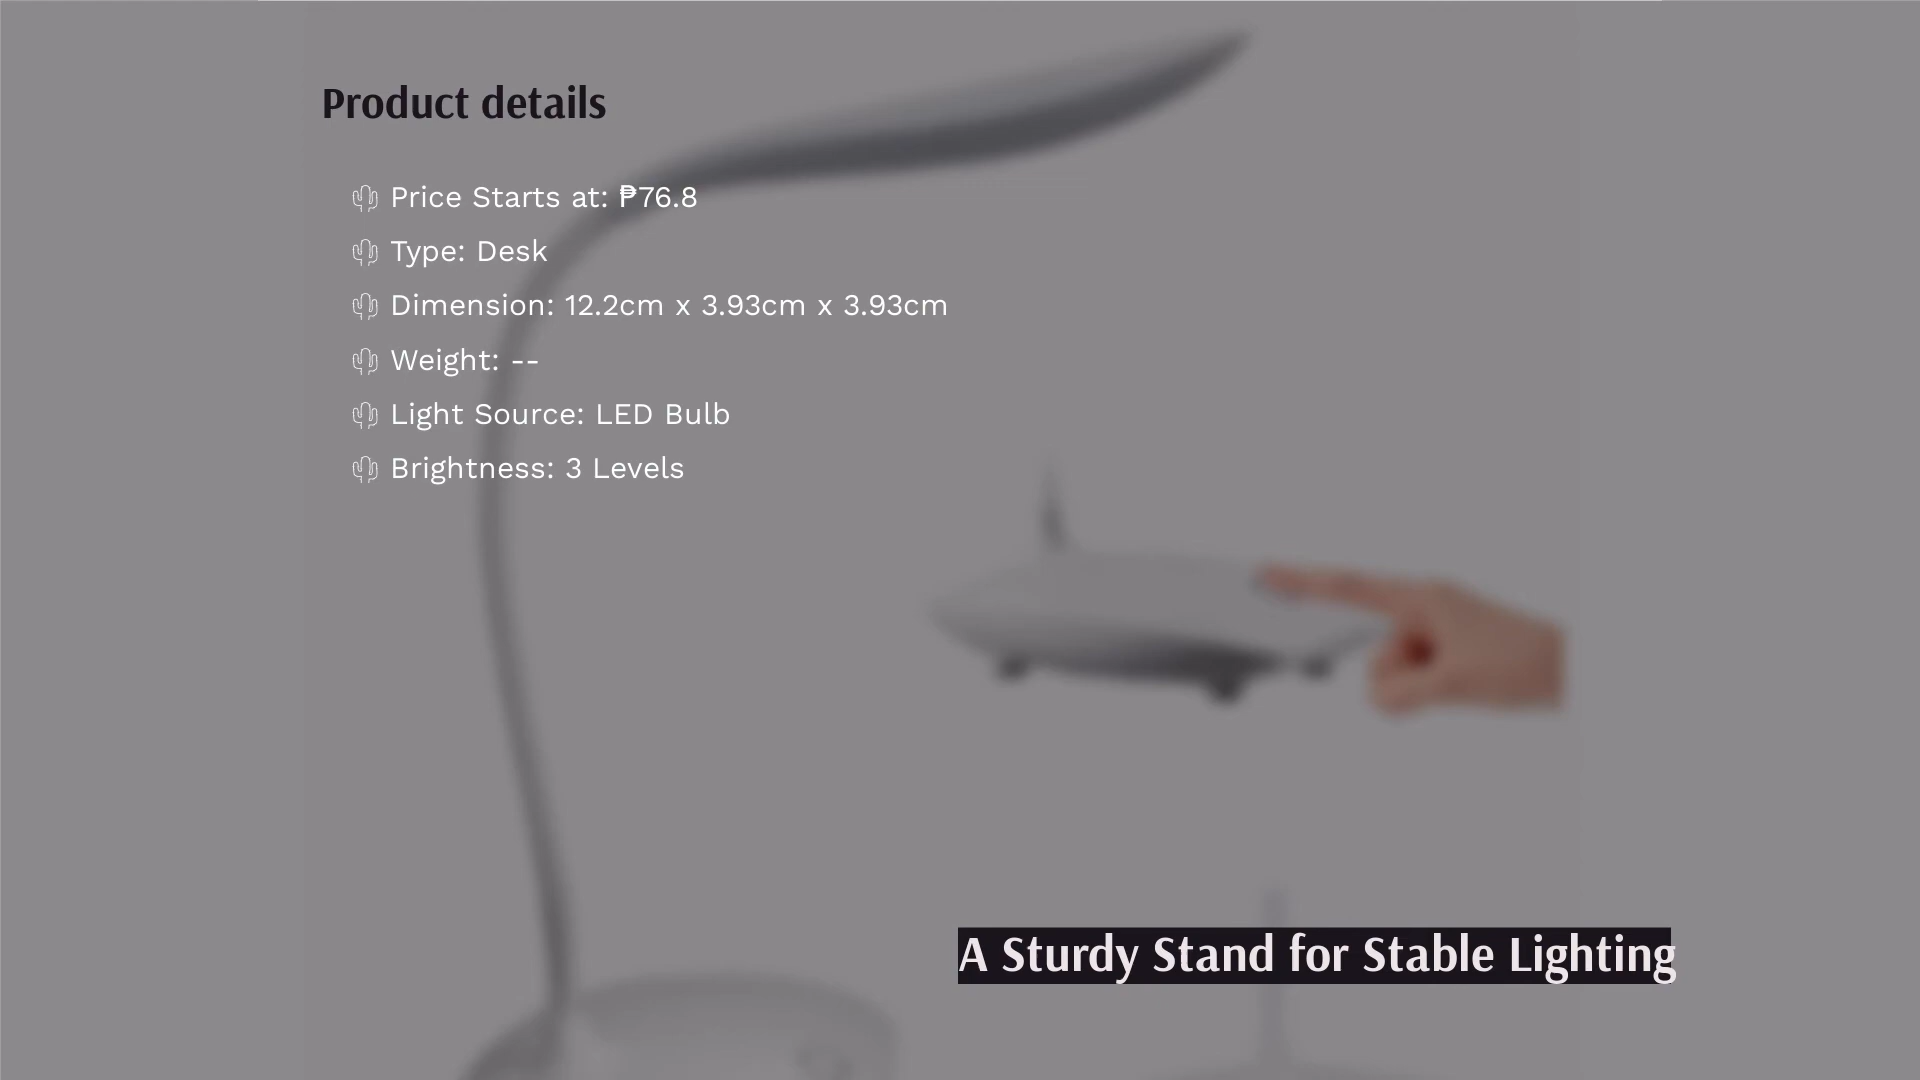 Product details
Price Starts at: ₱76.8
Type: Desk
Dimension: 12.2cm x 3.93cm x 3.93cm
Weight: --
Light Source: LED Bulb
Brightness: 3 Levels
A Sturdy Stand for Stable Lighting